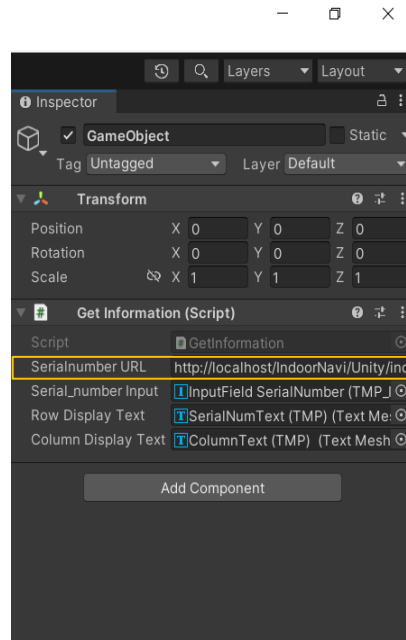 Layers Layout
Inspector
GameObject Static
Tag Untagged Layer Default
Transform
Position X 0 Y 0 Z 0
Rotation X 0 Y 0 Z 0
Scale X 1 Y 1 Z 1
# Get Information (Script)
Script # GetInformation
Serialnumber URL http://localhost/IndoorNavi/Unity/ind
Serial_number Input InputField SerialNumber (TMP_I
Row Display Text SerialNumText (TMP) (Text Me
Column Display Text ColumnText (TMP) (Text Mesh
Add Component